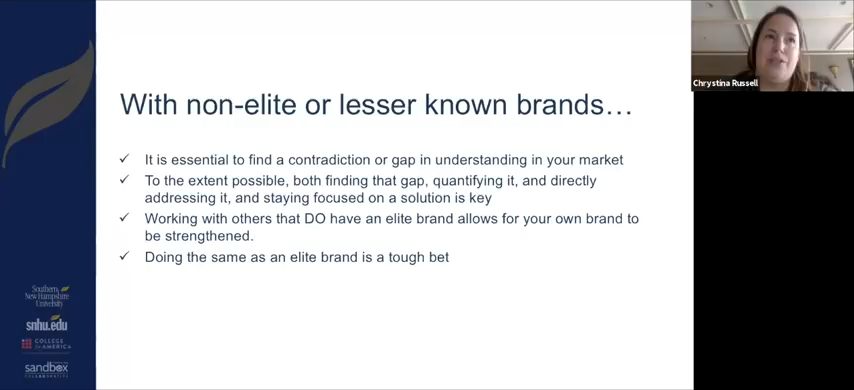 With non-elite or lesser known brands…
✓ It is essential to find a contradiction or gap in understanding in your market
✓ To the extent possible, both finding that gap, quantifying it, and directly
addressing it, and staying focused on a solution is key
✓ Working with others that DO have an elite brand allows for your own brand to
be strengthened.
✓ Doing the same as an elite brand is a tough bet
Chrystina Russell
Southern
New Hampshire
University
snhu.edu
COLLEGE
for AMERICA
sandbox